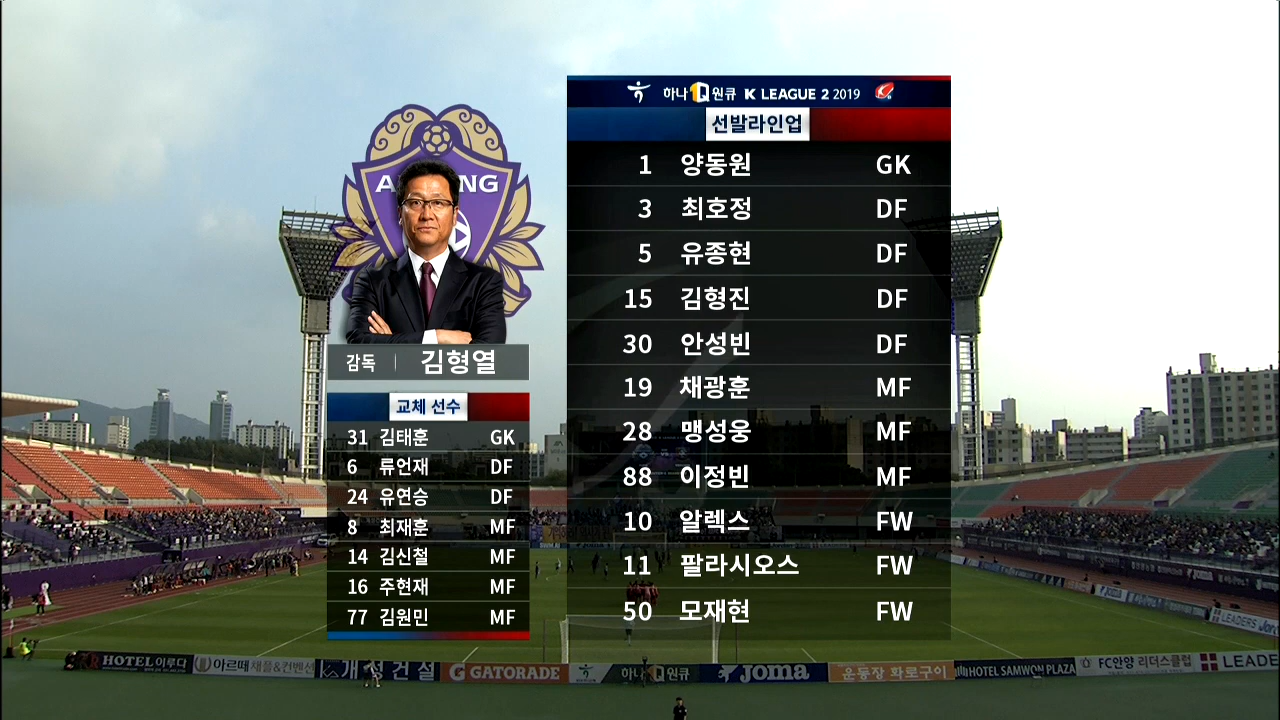 하나1Q원큐 K LEAGUE 2 2019
선발라인업
1 양동원 GK
3 최호정 DF
5 유종현 DF
15 김형진 DF
30 안성빈 DF
19 채광훈 MF
28 맹성웅 MF
88 이정빈 MF
10 알렉스 FW
11 팔라시오스 FW
50 모재현 FW
감독 김형열
교체 선수
31 김태훈 GK
6 류언재 DF
24 유연승 DF
8 최재훈 MF
14 김신철 MF
16 주현재 MF
77 김원민 MF
HOTEL 이루다
아르떼채플&컨벤션
개성건설
GATORADE
하나1Q원큐
Joma
운동장 화로구이
HOTEL SAMWON PLAZA
FC안양 리더스클럽
LEADE